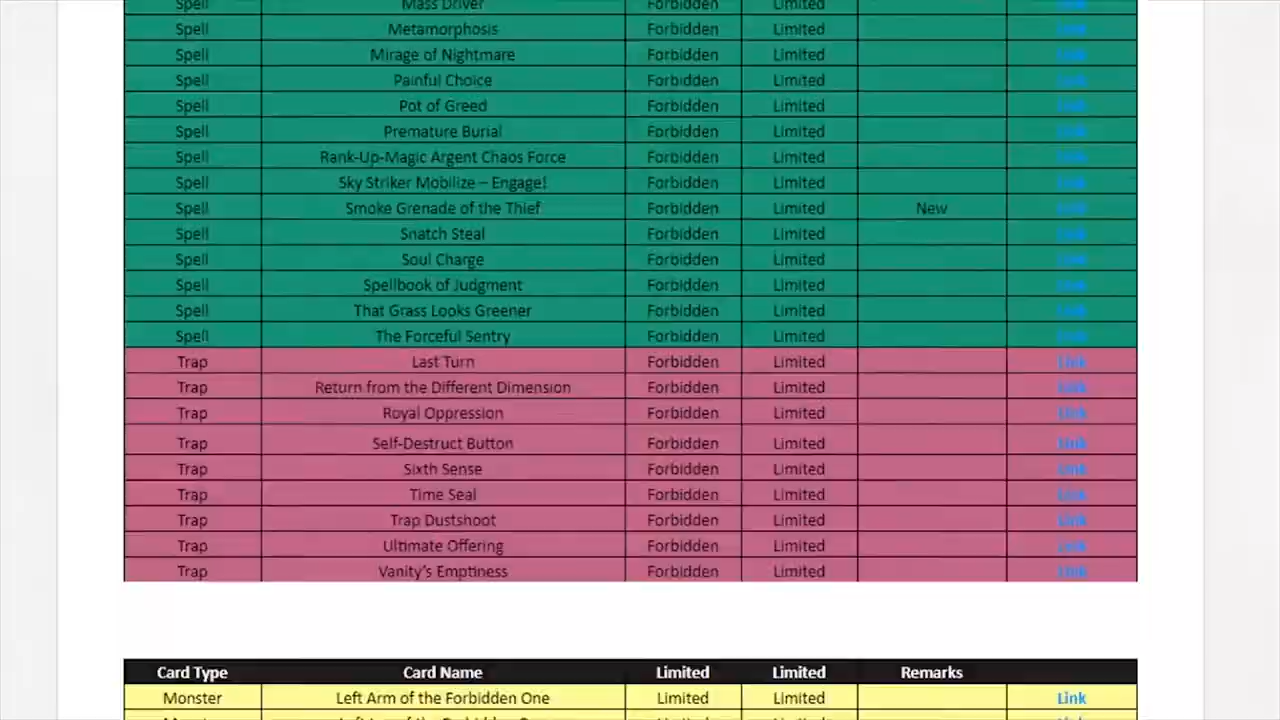 Spell Mass Driver Forbidden Limited Link
Spell Metamorphosis Forbidden Limited Link
Spell Mirage of Nightmare Forbidden Limited Link
Spell Painful Choice Forbidden Limited Link
Spell Pot of Greed Forbidden Limited Link
Spell Premature Burial Forbidden Limited Link
Spell Rank-Up-Magic Argent Chaos Force Forbidden Limited Link
Spell Sky Striker Mobilize – Engage! Forbidden Limited Link
Spell Smoke Grenade of the Thief Forbidden Limited New Link
Spell Snatch Steal Forbidden Limited Link
Spell Soul Charge Forbidden Limited Link
Spell Spellbook of Judgment Forbidden Limited Link
Spell That Grass Looks Greener Forbidden Limited Link
Spell The Forceful Sentry Forbidden Limited Link
Trap Last Turn Forbidden Limited Link
Trap Return from the Different Dimension Forbidden Limited Link
Trap Royal Oppression Forbidden Limited Link
Trap Self-Destruct Button Forbidden Limited Link
Trap Sixth Sense Forbidden Limited Link
Trap Time Seal Forbidden Limited Link
Trap Trap Dustshoot Forbidden Limited Link
Trap Ultimate Offering Forbidden Limited Link
Trap Vanity's Emptiness Forbidden Limited Link
Card Type Card Name Limited Limited Remarks
Monster Left Arm of the Forbidden One Limited Limited Link